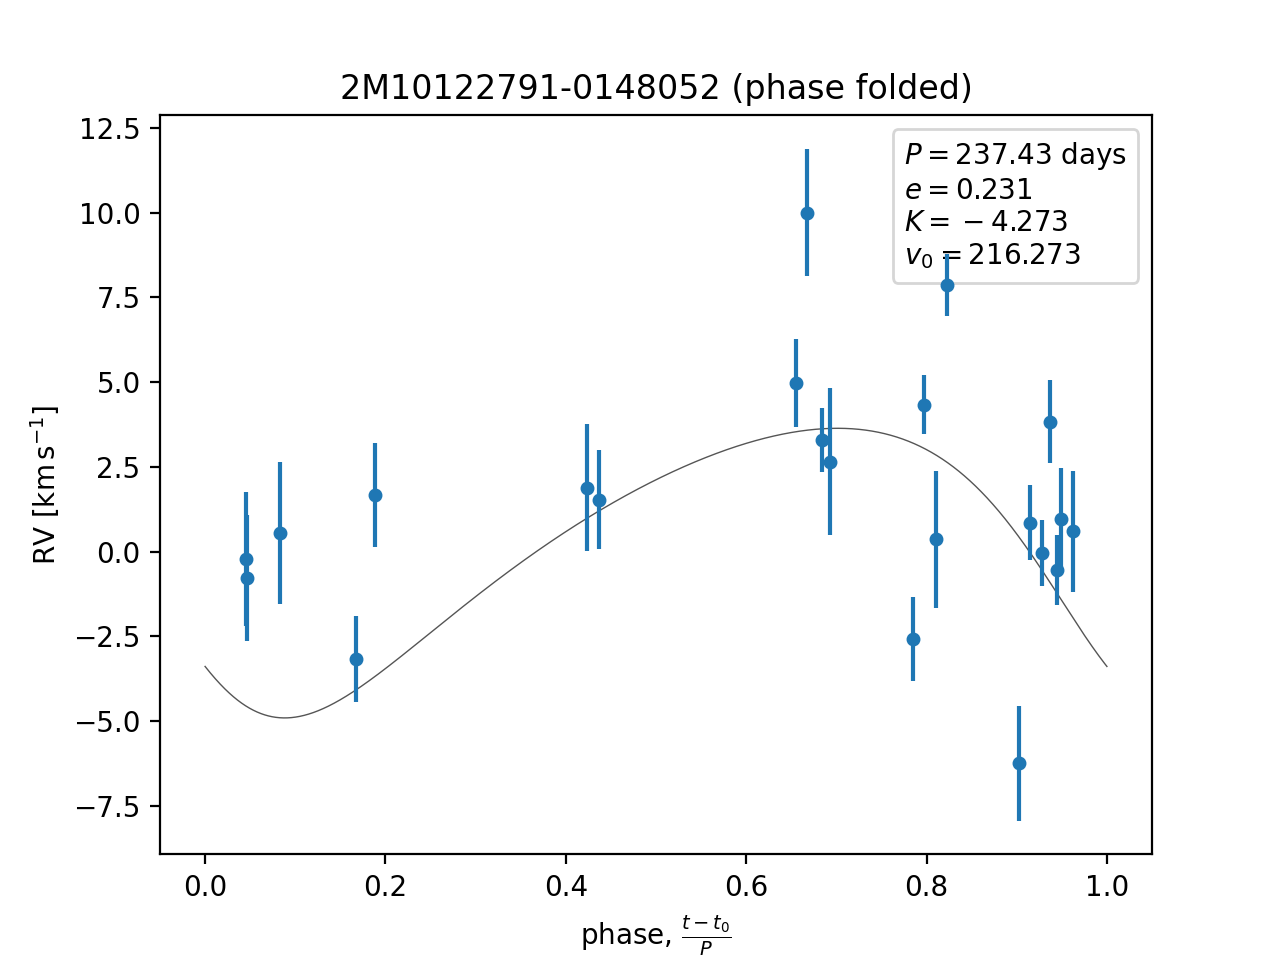 2M10122791-0148052 (phase folded)
12.5
10.0
7.5
5.0
2.5
0.0
−2.5
−5.0
−7.5
RV [km s⁻¹]
P = 237.43 days
e = 0.231
K = − 4.273
v₀ = 216.273
0.0 0.2 0.4 0.6 0.8 1.0
phase, \frac{t − t₀}{P}